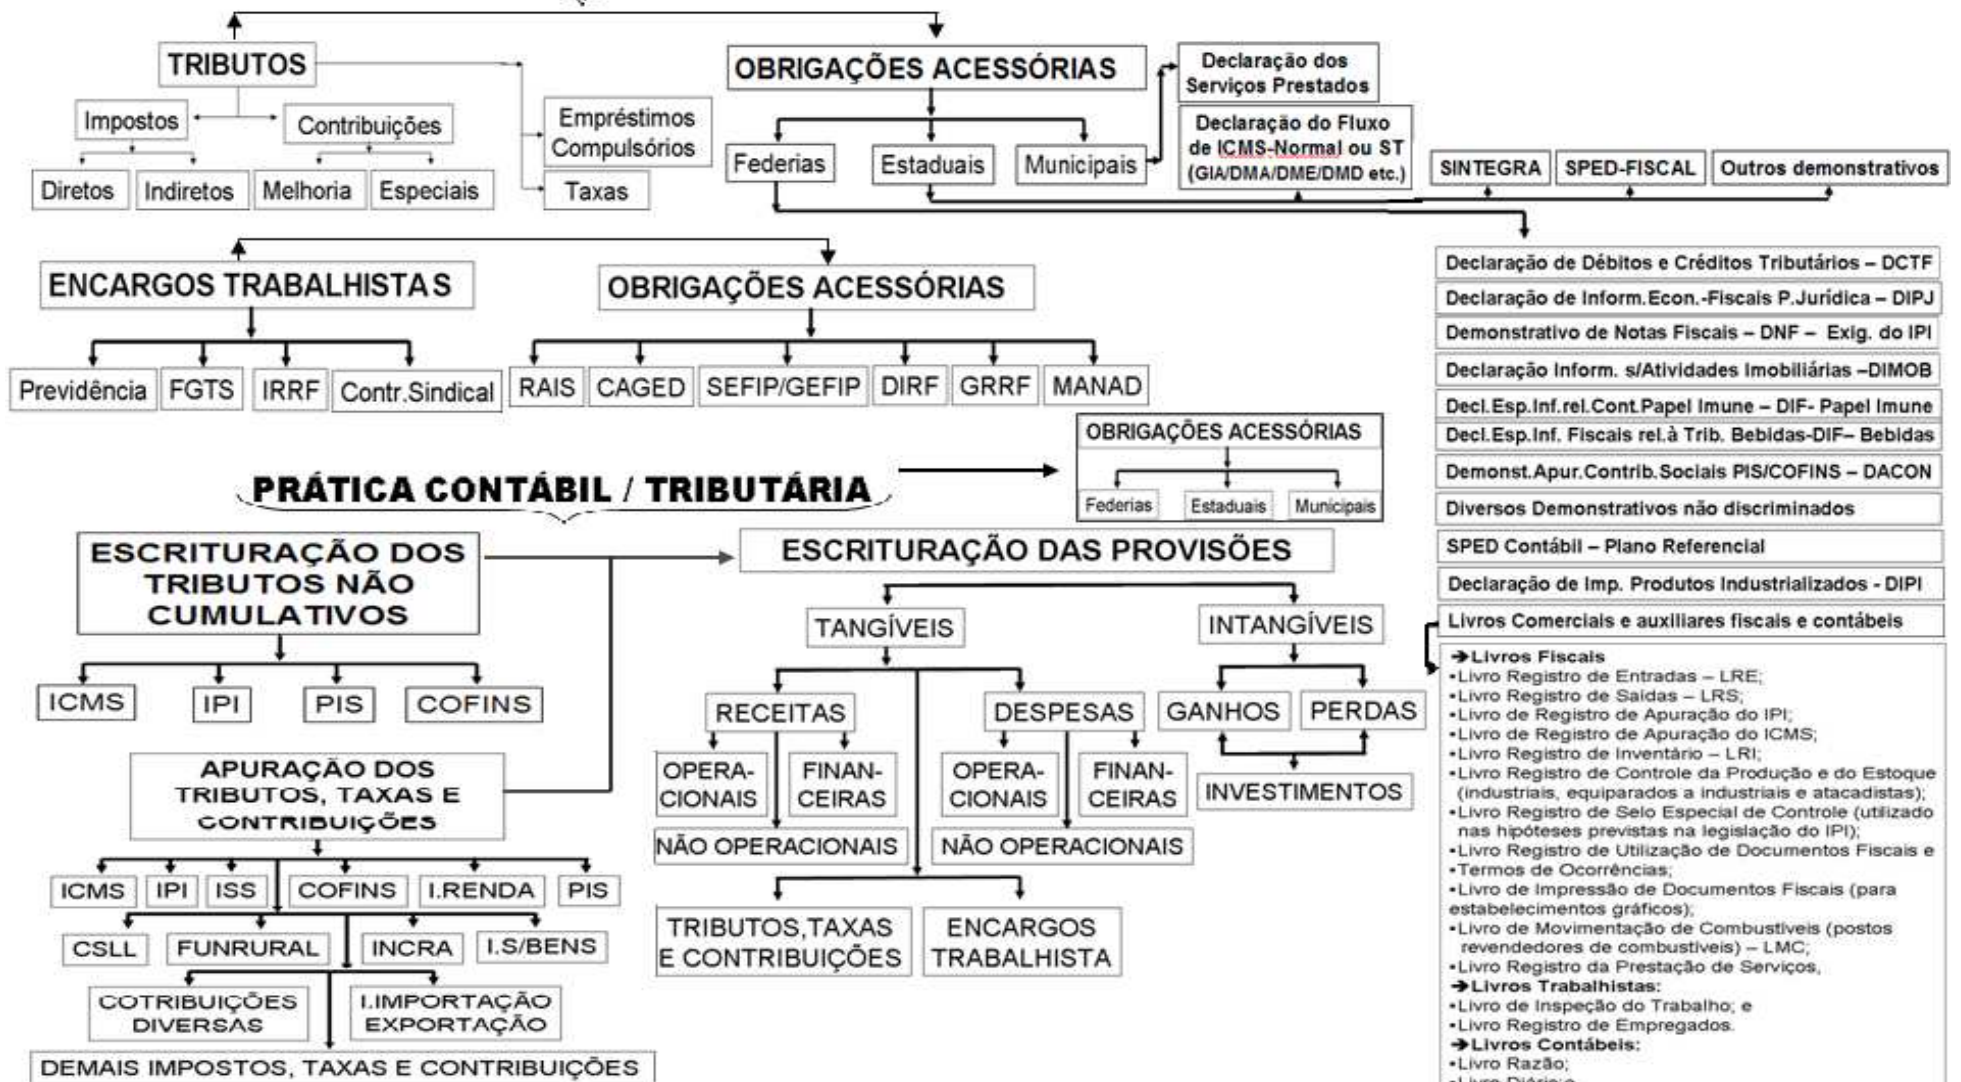 TRIBUTOS
Impostos
Contribuições
Diretos
Indiretos
Melhoria
Especiais
Empréstimos
Compulsórios
Taxas
OBRIGAÇÕES ACESSÓRIAS
Federias
Estaduais
Municipais
Declaração dos
Serviços Prestados
Declaração do Fluxo
de ICMS-Normal ou ST
(GIA/DMA/DME/DMD etc.)
SINTEGRA
SPED-FISCAL
Outros demonstrativos
ENCARGOS TRABALHISTAS
Previdência
FGTS
IRRF
Contr.Sindical
OBRIGAÇÕES ACESSÓRIAS
RAIS
CAGED
SEFIP/GEFIP
DIRF
GRRF
MANAD
OBRIGAÇÕES ACESSÓRIAS
Federias
Estaduais
Municipais
PRÁTICA CONTÁBIL / TRIBUTÁRIA
ESCRITURAÇÃO DOS
TRIBUTOS NÃO
CUMULATIVOS
ICMS
IPI
PIS
COFINS
APURAÇÃO DOS
TRIBUTOS, TAXAS E
CONTRIBUIÇÕES
ICMS
IPI
ISS
COFINS
I.RENDA
PIS
CSLL
FUNRURAL
INCRA
I.S/BENS
COTRIBUIÇÕES
DIVERSAS
I.IMPORTAÇÃO
EXPORTAÇÃO
DEMAIS IMPOSTOS, TAXAS E CONTRIBUIÇÕES
ESCRITURAÇÃO DAS PROVISÕES
TANGÍVEIS
INTANGÍVEIS
RECEITAS
DESPESAS
GANHOS
PERDAS
OPERA-
CIONAIS
FINAN-
CEIRAS
OPERA-
CIONAIS
FINAN-
CEIRAS
INVESTIMENTOS
NÃO OPERACIONAIS
NÃO OPERACIONAIS
TRIBUTOS,TAXAS
E CONTRIBUIÇÕES
ENCARGOS
TRABALHISTA
Declaração de Débitos e Créditos Tributários – DCTF
Declaração de Inform.Econ.-Fiscais P.Jurídica – DIPJ
Demonstrativo de Notas Fiscais – DNF – Exig. do IPI
Declaração Inform. s/Atividades Imobiliárias –DIMOB
Decl.Esp.Inf.rel.Cont.Papel Imune – DIF- Papel Imune
Decl.Esp.Inf. Fiscais rel.à Trib. Bebidas-DIF– Bebidas
Demonst.Apur.Contrib.Sociais PIS/COFINS – DACON
Diversos Demonstrativos não discriminados
SPED Contábil – Plano Referencial
Declaração de Imp. Produtos Industrializados - DIPI
Livros Comerciais e auxiliares fiscais e contábeis
➔Livros Fiscais
•Livro Registro de Entradas – LRE;
•Livro Registro de Saídas – LRS;
•Livro de Registro de Apuração do IPI;
•Livro de Registro de Apuração do ICMS;
•Livro Registro de Inventário – LRI;
•Livro Registro de Controle da Produção e do Estoque
(industriais, equiparados a industriais e atacadistas);
•Livro Registro de Selo Especial de Controle (utilizado
nas hipóteses previstas na legislação do IPI);
•Livro Registro de Utilização de Documentos Fiscais e
•Termos de Ocorrências;
•Livro de Impressão de Documentos Fiscais (para
estabelecimentos gráficos);
•Livro de Movimentação de Combustíveis (postos
revendedores de combustíveis) – LMC;
•Livro Registro da Prestação de Serviços,
➔Livros Trabalhistas:
•Livro de Inspeção do Trabalho; e
•Livro Registro de Empregados.
➔Livros Contábeis:
•Livro Razão;